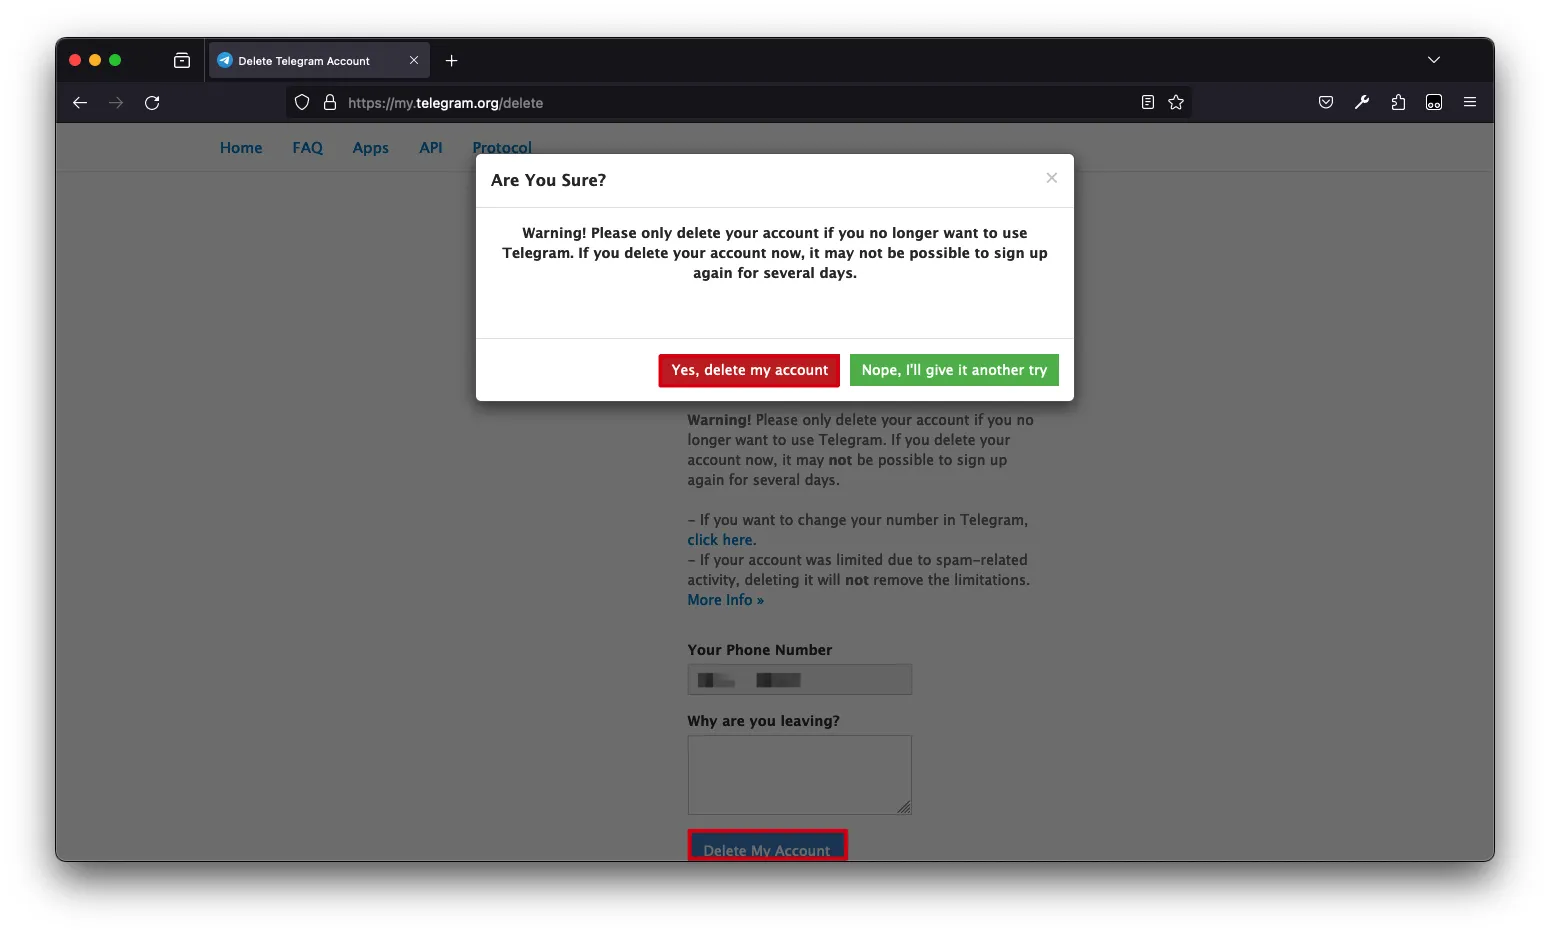 Delete Telegram Account
https://my.telegram.org/delete
Home FAQ Apps API Protocol
Are You Sure?
Warning! Please only delete your account if you no longer want to use
Telegram. If you delete your account now, it may not be possible to sign up
again for several days.
Yes, delete my account
Nope, I'll give it another try
Warning! Please only delete your account if you no
longer want to use Telegram. If you delete your
account now, it may not be possible to sign up
again for several days.
- If you want to change your number in Telegram,
click here.
- If your account was limited due to spam-related
activity, deleting it will not remove the limitations.
More Info »
Your Phone Number
Why are you leaving?
Delete My Account